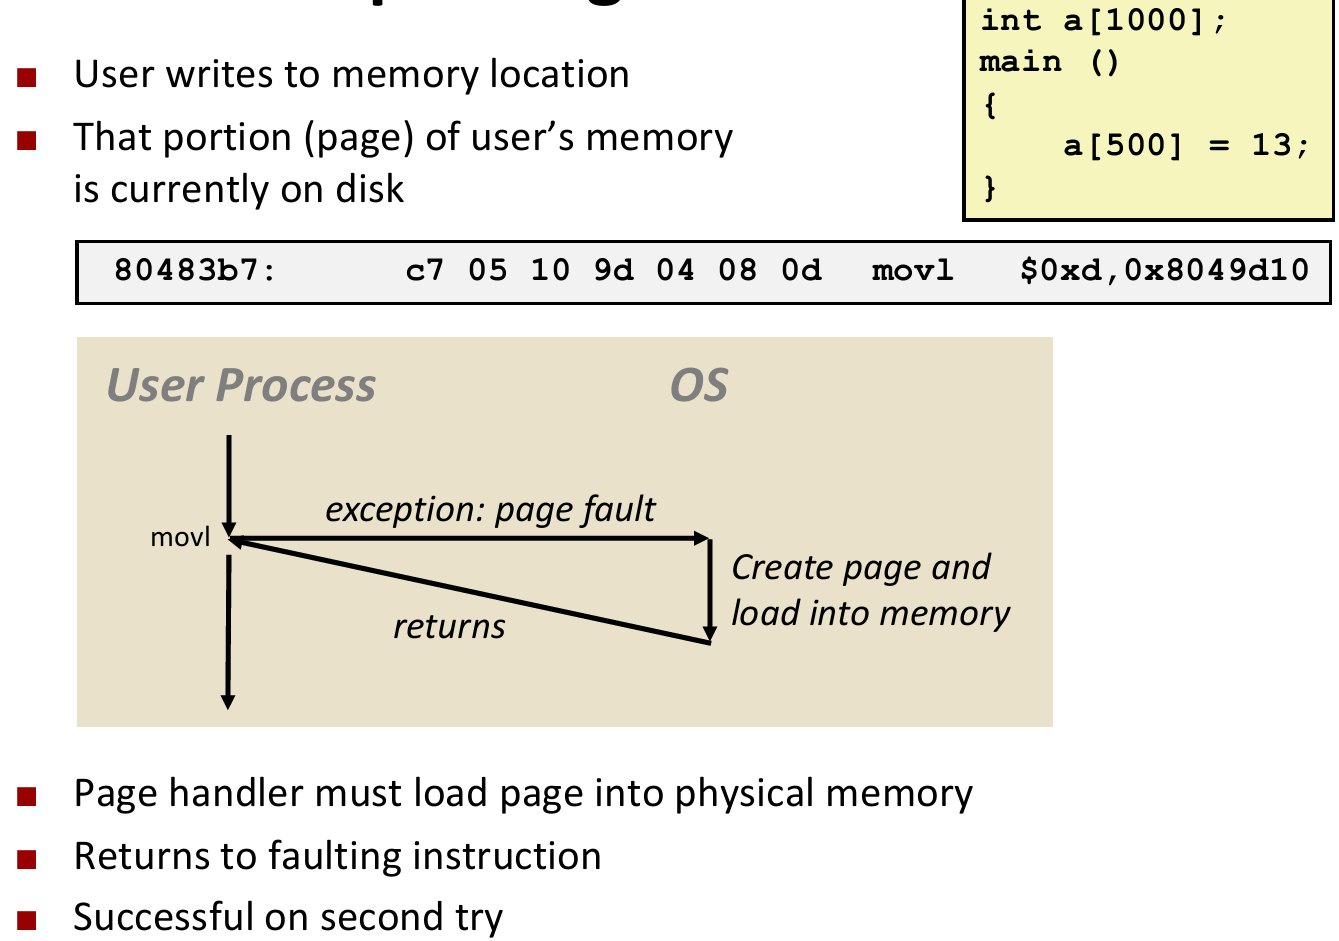 int a[1000];
main ()
{
a[500] = 13;
}
User writes to memory location
That portion (page) of user’s memory
is currently on disk
80483b7: c7 05 10 9d 04 08 0d movl $0xd,0x8049d10
User Process OS
exception: page fault
movl
Create page and
load into memory
returns
Page handler must load page into physical memory
Returns to faulting instruction
Successful on second try